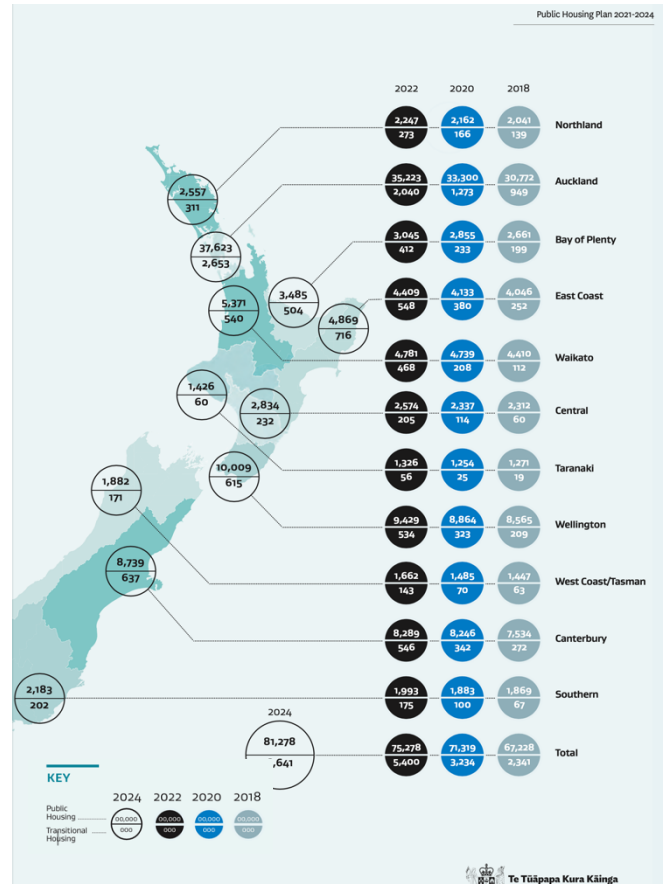 Public Housing Plan 2021-2024
2022 2020 2018
2,247 2,162 2,041 Northland
273 166 139
2,557
311
35,223 33,300 30,772 Auckland
2,040 1,273 949
37,623
2,653
3,045 2,855 2,661 Bay of Plenty
412 233 199
3,485
504
4,409 4,133 4,046 East Coast
548 380 252
4,869
716
5,371
540
4,781 4,739 4,410 Waikato
468 208 112
1,426
60
2,834
232
2,574 2,337 2,312 Central
205 114 60
1,326 1,254 1,271 Taranaki
56 25 19
10,009
615
1,882
171
9,429 8,864 8,565 Wellington
534 323 209
1,662 1,485 1,447 West Coast/Tasman
143 70 63
8,739
637
8,289 8,246 7,534 Canterbury
546 342 272
2,183
202
1,993 1,883 1,869 Southern
175 100 67
2024
81,278
,641
75,278 71,319 67,228 Total
5,400 3,234 2,341
KEY
2024 2022 2020 2018
Public Housing
00,000 00,000 00,000 00,000
Transitional Housing
000 000 000 000
Te Tūāpapa Kura Kāinga